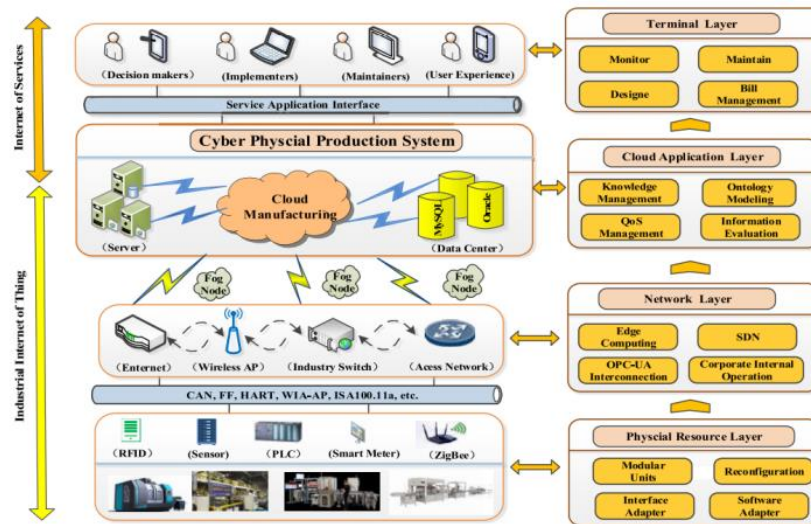 Internet of Services
Industrial Internet of Thing
(Decision makers)
(Implementers)
(Maintainers)
(User Experience)
Service Application Interface
Cyber Physcial Production System
Cloud
Manufacturing
(Server)
MySQL
Oracle
(Data Center)
Fog
Node
Fog
Node
Fog
Node
(Enternet)
(Wireless AP)
(Industry Switch)
(Acess Network)
CAN, FF, HART, WIA-AP, ISA100.11a, etc.
(RFID)
(Sensor)
(PLC)
(Smart Meter)
(ZigBee)
Terminal Layer
Monitor
Maintain
Designe
Bill
Management
Cloud Application Layer
Knowledge
Management
Ontology
Modeling
QoS
Management
Information
Evaluation
Network Layer
Edge
Computing
SDN
OPC-UA
Interconnection
Corporate Internal
Operation
Physcial Resource Layer
Modular
Units
Reconfiguration
Interface
Adapter
Software
Adapter